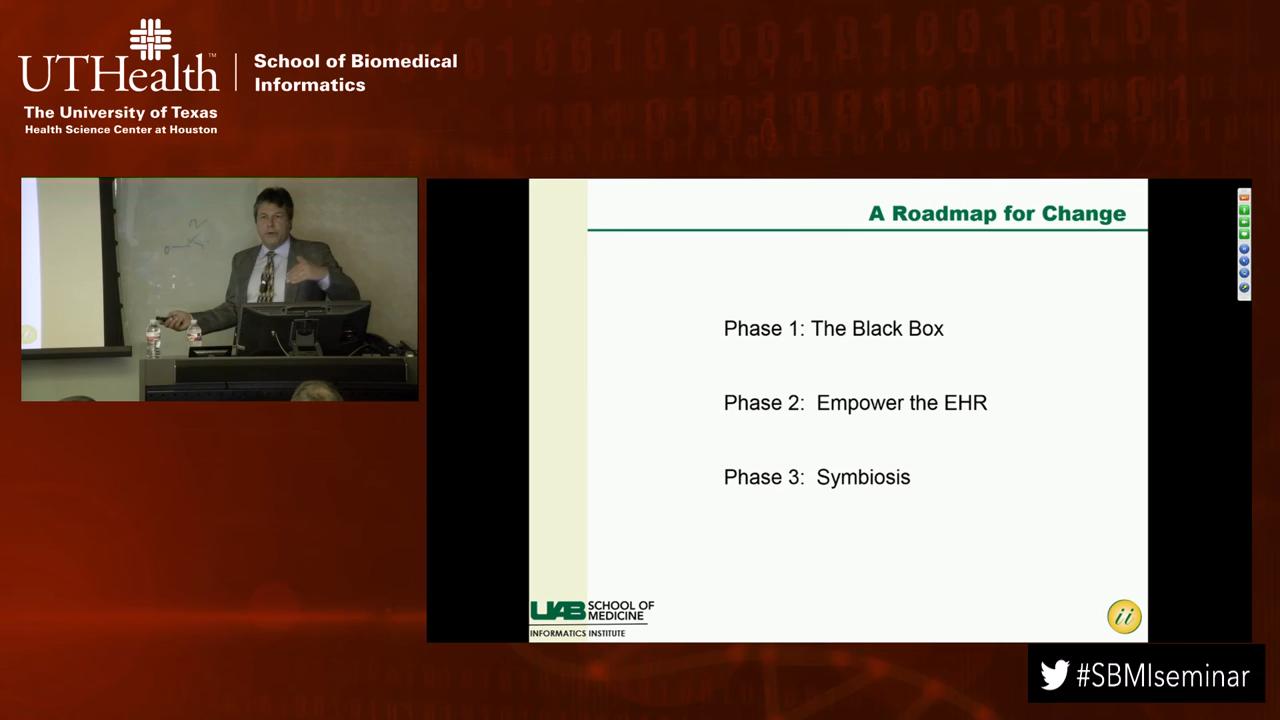 UTHealth™
The University of Texas
Health Science Center at Houston
School of Biomedical
Informatics
A Roadmap for Change
Phase 1: The Black Box
Phase 2: Empower the EHR
Phase 3: Symbiosis
UAB SCHOOL OF
MEDICINE
INFORMATICS INSTITUTE
ii
#SBMIseminar